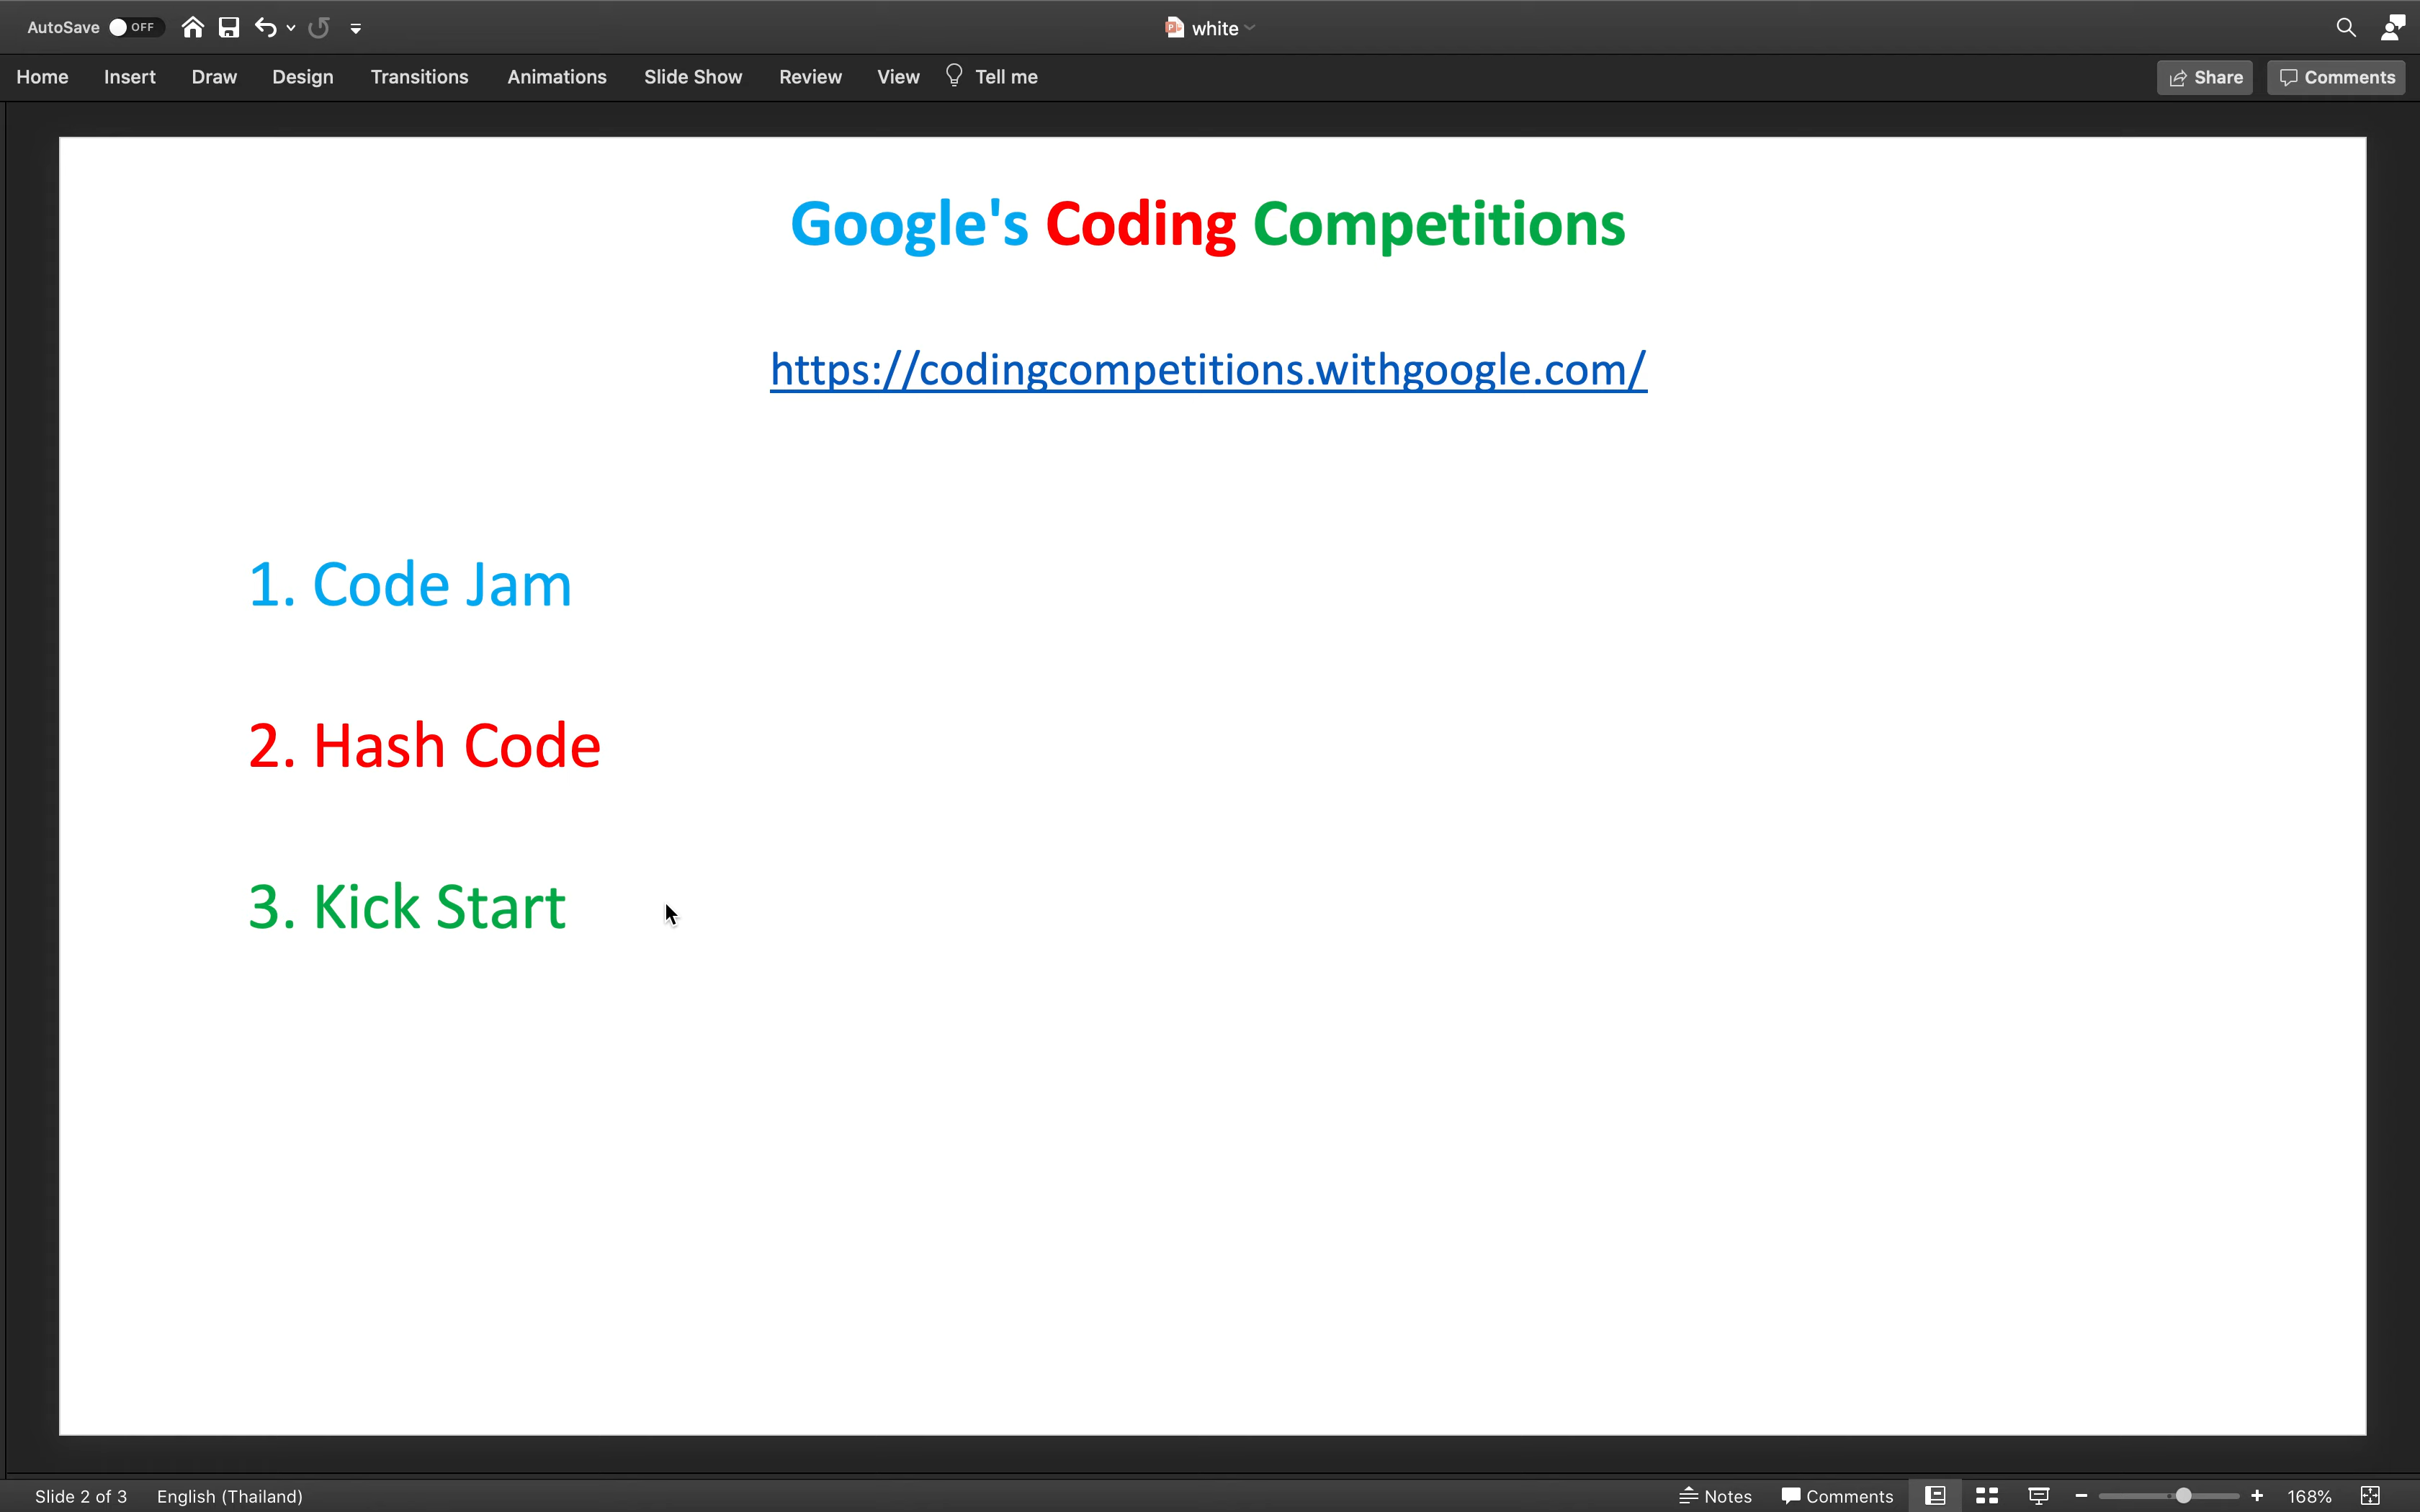 AutoSave OFF
white
Home Insert Draw Design Transitions Animations Slide Show Review View Tell me Share Comments
Google's Coding Competitions
https://codingcompetitions.withgoogle.com/
1. Code Jam
2. Hash Code
3. Kick Start
Slide 2 of 3 English (Thailand) Notes Comments 168%